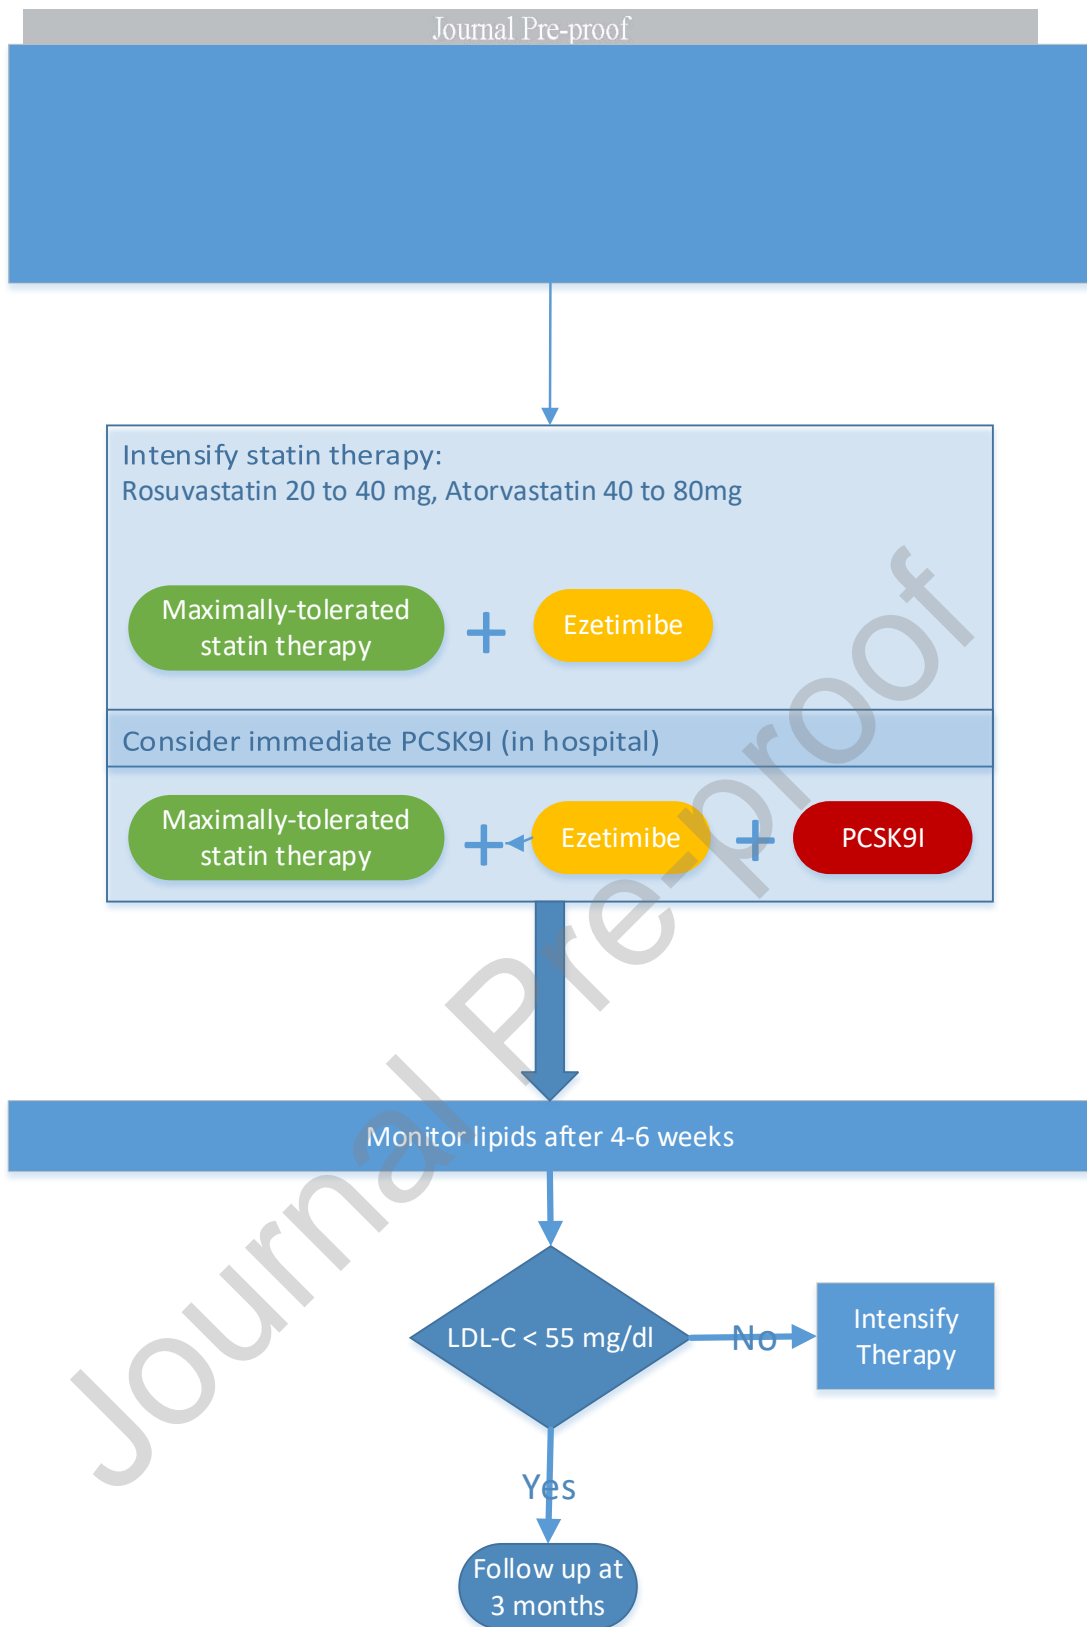 Journal Pre-proof
Intensify statin therapy:
Rosuvastatin 20 to 40 mg, Atorvastatin 40 to 80mg
Maximally-tolerated
statin therapy
+
Ezetimibe
Consider immediate PCSK9I (in hospital)
Maximally-tolerated
statin therapy
+
Ezetimibe
+
PCSK9I
Monitor lipids after 4-6 weeks
LDL-C < 55 mg/dl
No
Intensify
Therapy
Yes
Follow up at
3 months
Journal Pre-proof